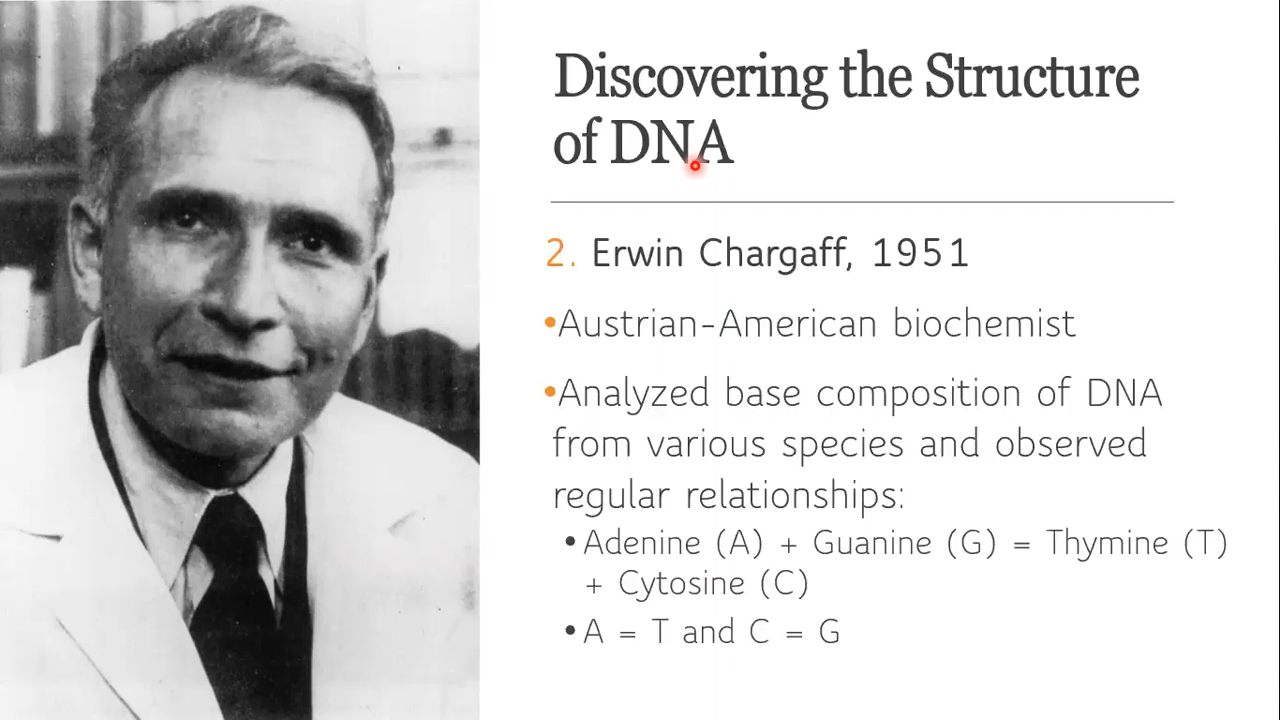 Discovering the Structure
of DNA
2. Erwin Chargaff, 1951
•Austrian-American biochemist
•Analyzed base composition of DNA
from various species and observed
regular relationships:
•Adenine (A) + Guanine (G) = Thymine (T)
+ Cytosine (C)
•A = T and C = G